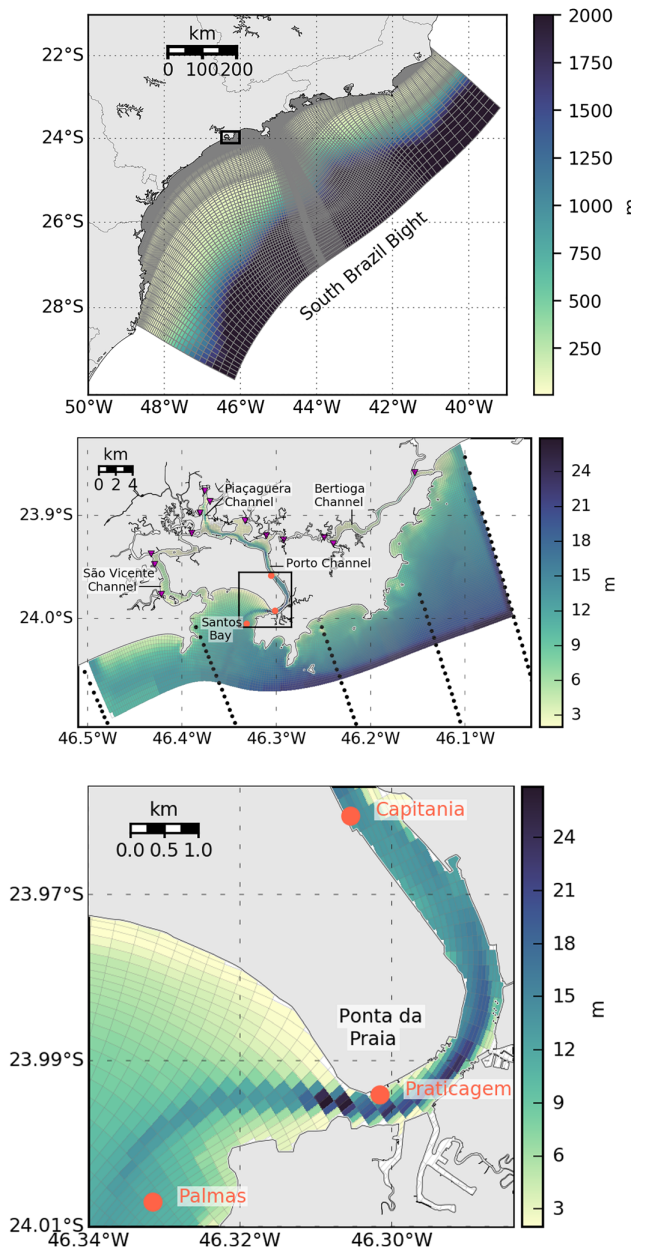 2000
22°S
km
0 100 200
1750
1500
24°S
1250
m
1000
26°S
750
South Brazil Bight
500
28°S
250
50°W 48°W 46°W 44°W 42°W 40°W
km
0 2 4
Piaçaguera
Channel
Bertioga
Channel
24
23.9°S
21
18
Porto Channel
15
m
São Vicente
Channel
12
24.0°S
Santos
Bay
9
6
3
46.5°W 46.4°W 46.3°W 46.2°W 46.1°W
km
0.0 0.5 1.0
Capitania
24
23.97°S
21
18
Ponta da
Praia
15
m
12
23.99°S
Praticagem
9
6
Palmas
3
24.01°S
46.34°W 46.32°W 46.30°W